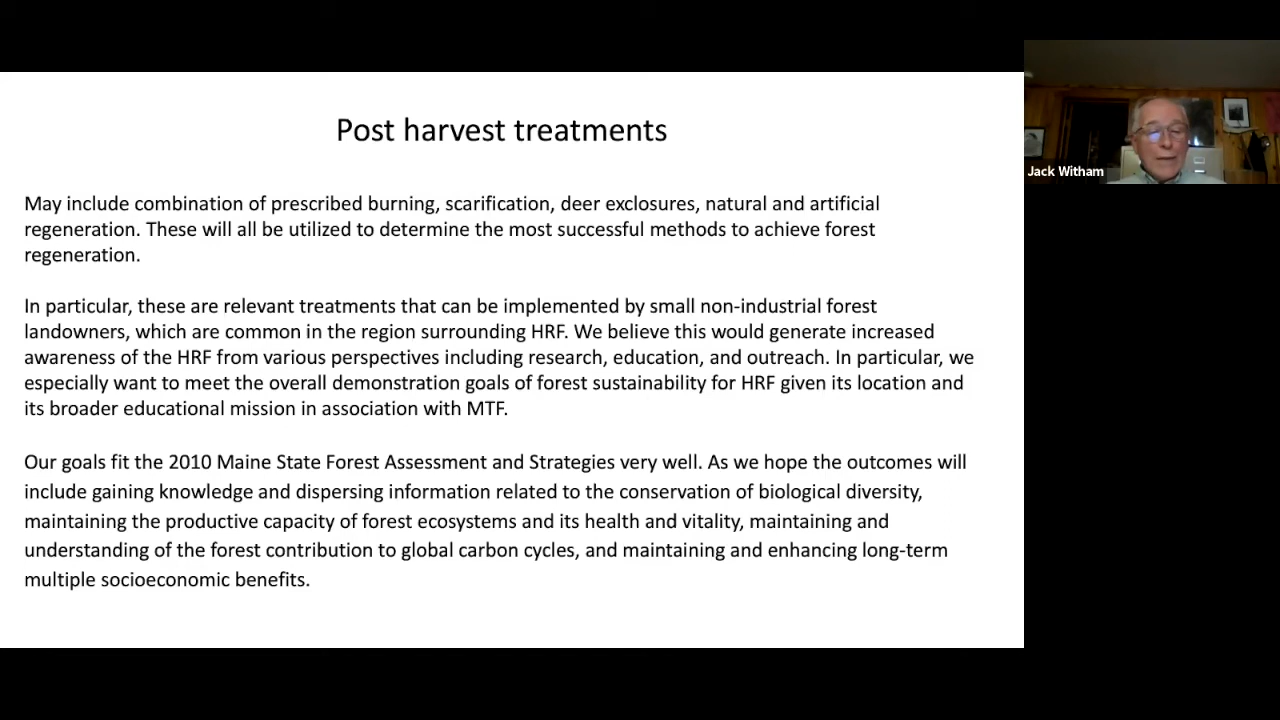 Post harvest treatments
May include combination of prescribed burning, scarification, deer exclosures, natural and artificial
regeneration. These will all be utilized to determine the most successful methods to achieve forest
regeneration.
In particular, these are relevant treatments that can be implemented by small non-industrial forest
landowners, which are common in the region surrounding HRF. We believe this would generate increased
awareness of the HRF from various perspectives including research, education, and outreach. In particular, we
especially want to meet the overall demonstration goals of forest sustainability for HRF given its location and
its broader educational mission in association with MTF.
Our goals fit the 2010 Maine State Forest Assessment and Strategies very well. As we hope the outcomes will
include gaining knowledge and dispersing information related to the conservation of biological diversity,
maintaining the productive capacity of forest ecosystems and its health and vitality, maintaining and
understanding of the forest contribution to global carbon cycles, and maintaining and enhancing long-term
multiple socioeconomic benefits.
Jack Witham